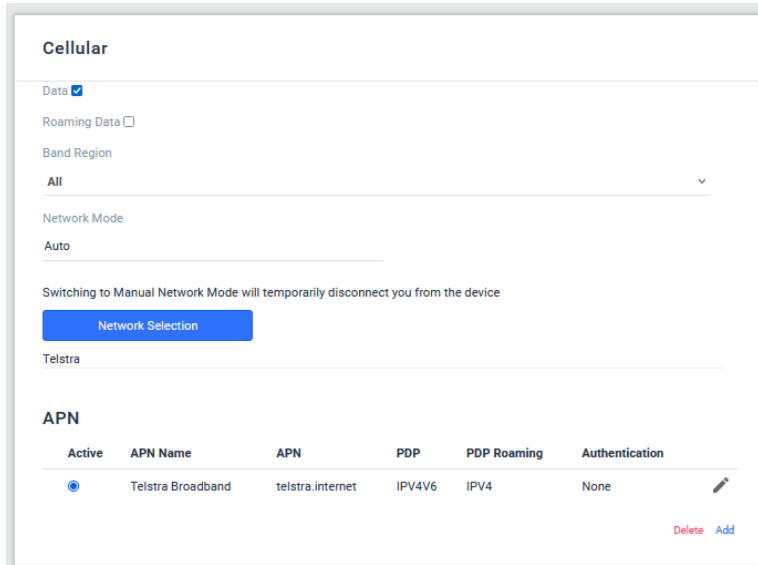 Cellular
Data
Roaming Data
Band Region
All
Network Mode
Auto
Switching to Manual Network Mode will temporarily disconnect you from the device
Network Selection
Telstra
APN
Active APN Name APN PDP PDP Roaming Authentication
Telstra Broadband telstra.internet IPV4V6 IPV4 None
Delete Add